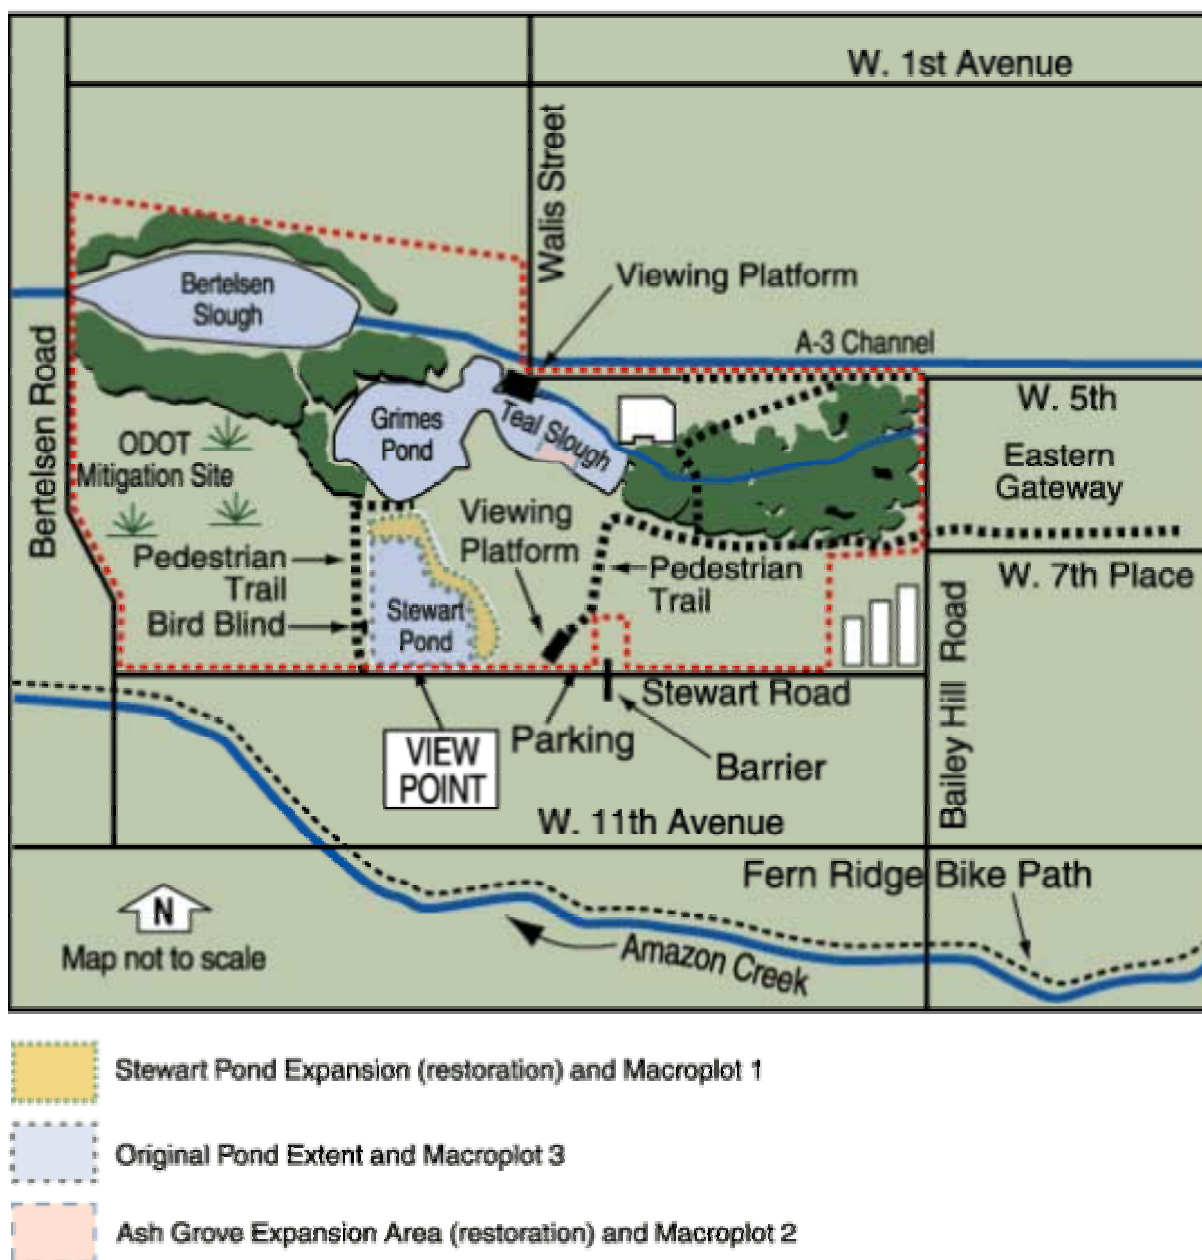 W. 1st Avenue
Walis Street
Viewing Platform
Bertelsen
Slough
A-3 Channel
Bertelsen Road
W. 5th
Grimes
Pond
Teal Slough
ODOT
Mitigation Site
Eastern
Gateway
Viewing
Platform
Pedestrian
Trail
Pedestrian
Trail
W. 7th Place
Bird Blind
Stewart
Pond
Stewart Road
Bailey Hill Road
VIEW
POINT
Parking
Barrier
W. 11th Avenue
Fern Ridge Bike Path
N
Map not to scale
Amazon Creek
Stewart Pond Expansion (restoration) and Macroplot 1
Original Pond Extent and Macroplot 3
Ash Grove Expansion Area (restoration) and Macroplot 2